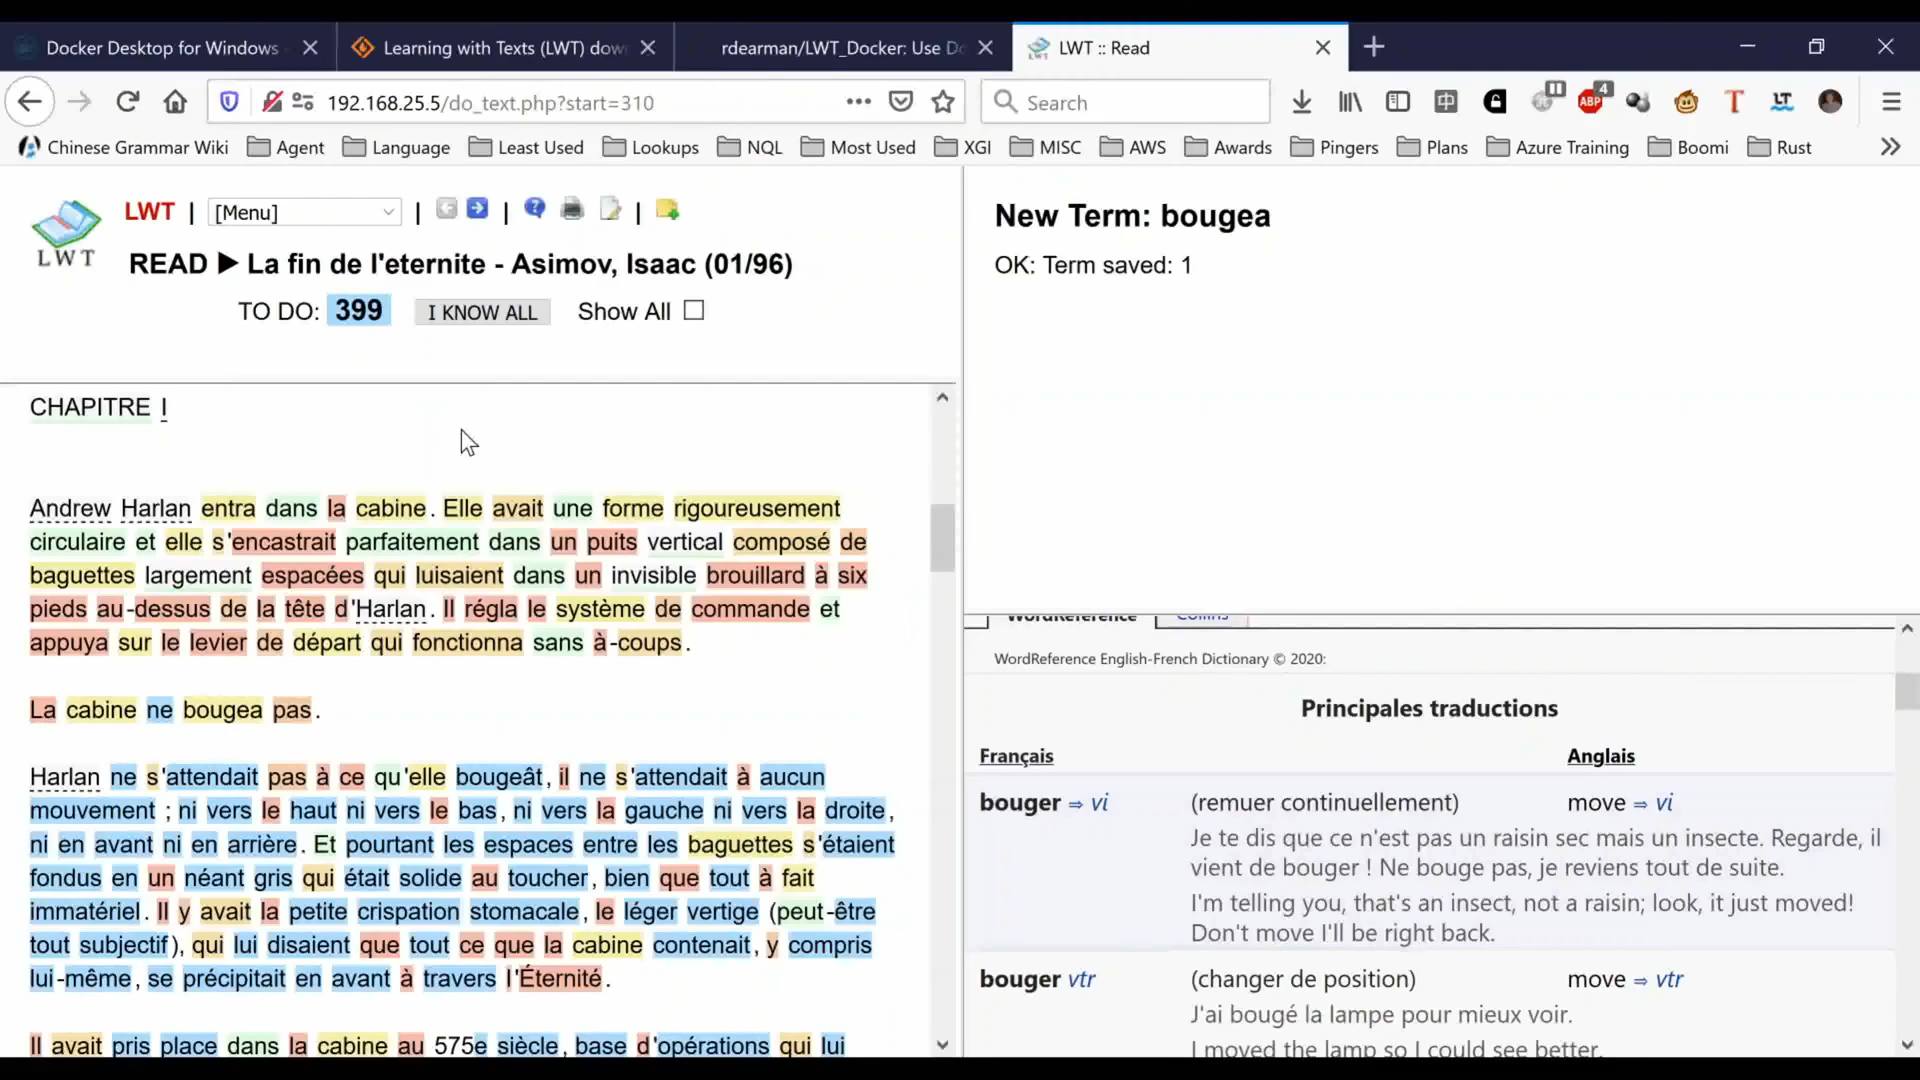 Docker Desktop for Windows
Learning with Texts (LWT) dow
rdearman/LWT_Docker: Use Do
LWT :: Read
192.168.25.5/do_text.php?start=310
Search
4
ABP
T
LT
Chinese Grammar Wiki
Agent
Language
Least Used
Lookups
NQL
Most Used
XGI
MISC
AWS
Awards
Pingers
Plans
Azure Training
Boomi
Rust
LWT
LWT | [Menu] | | |
READ ▶ La fin de l'eternite - Asimov, Isaac (01/96)
TO DO: 399 I KNOW ALL Show All
CHAPITRE I
Andrew Harlan entra dans la cabine. Elle avait une forme rigoureusement
circulaire et elle s'encastrait parfaitement dans un puits vertical composé de
baguettes largement espacées qui luisaient dans un invisible brouillard à six
pieds au-dessus de la tête d'Harlan. Il régla le système de commande et
appuya sur le levier de départ qui fonctionna sans à-coups.
La cabine ne bougea pas.
Harlan ne s'attendait pas à ce qu'elle bougeât, il ne s'attendait à aucun
mouvement ; ni vers le haut ni vers le bas, ni vers la gauche ni vers la droite,
ni en avant ni en arrière. Et pourtant les espaces entre les baguettes s'étaient
fondus en un néant gris qui était solide au toucher, bien que tout à fait
immatériel. Il y avait la petite crispation stomacale, le léger vertige (peut-être
tout subjectif), qui lui disaient que tout ce que la cabine contenait, y compris
lui-même, se précipitait en avant à travers l'Éternité.
Il avait pris place dans la cabine au 575e siècle, base d'opérations qui lui
New Term: bougea
OK: Term saved: 1
WordReference
Collins
WordReference English-French Dictionary © 2020:
Principales traductions
Français Anglais
bouger ⇒ vi (remuer continuellement) move ⇒ vi
Je te dis que ce n'est pas un raisin sec mais un insecte. Regarde, il
vient de bouger ! Ne bouge pas, je reviens tout de suite.
I'm telling you, that's an insect, not a raisin; look, it just moved!
Don't move I'll be right back.
bouger vtr (changer de position) move ⇒ vtr
J'ai bougé la lampe pour mieux voir.
I moved the lamp so I could see better.